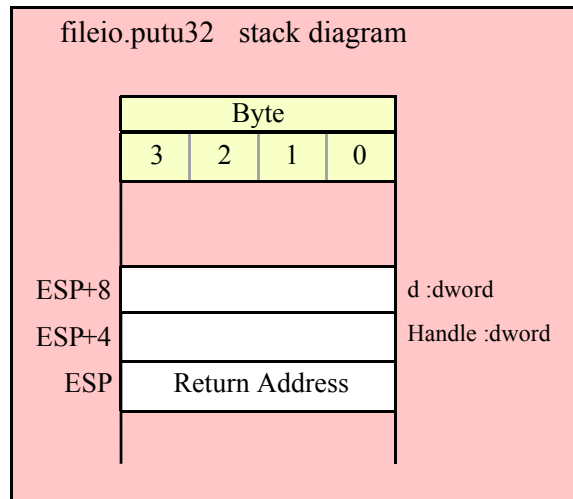 fileio.putu32 stack diagram
Byte
3 2 1 0
ESP+8 d :dword
ESP+4 Handle :dword
ESP Return Address